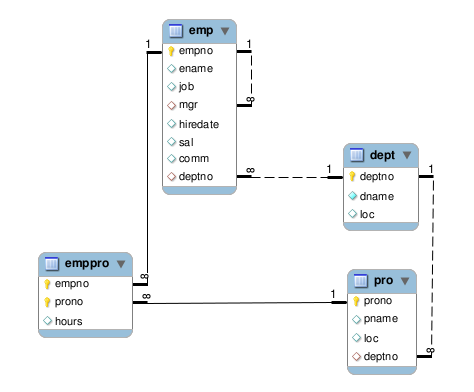 emp
1
empno
1
ename
job
mgr
∞
hiredate
sal
comm
deptno
∞
1
dept
deptno
1
dname
loc
emppro
empno
∞
prono
∞
hours
1
pro
prono
pname
loc
deptno
∞